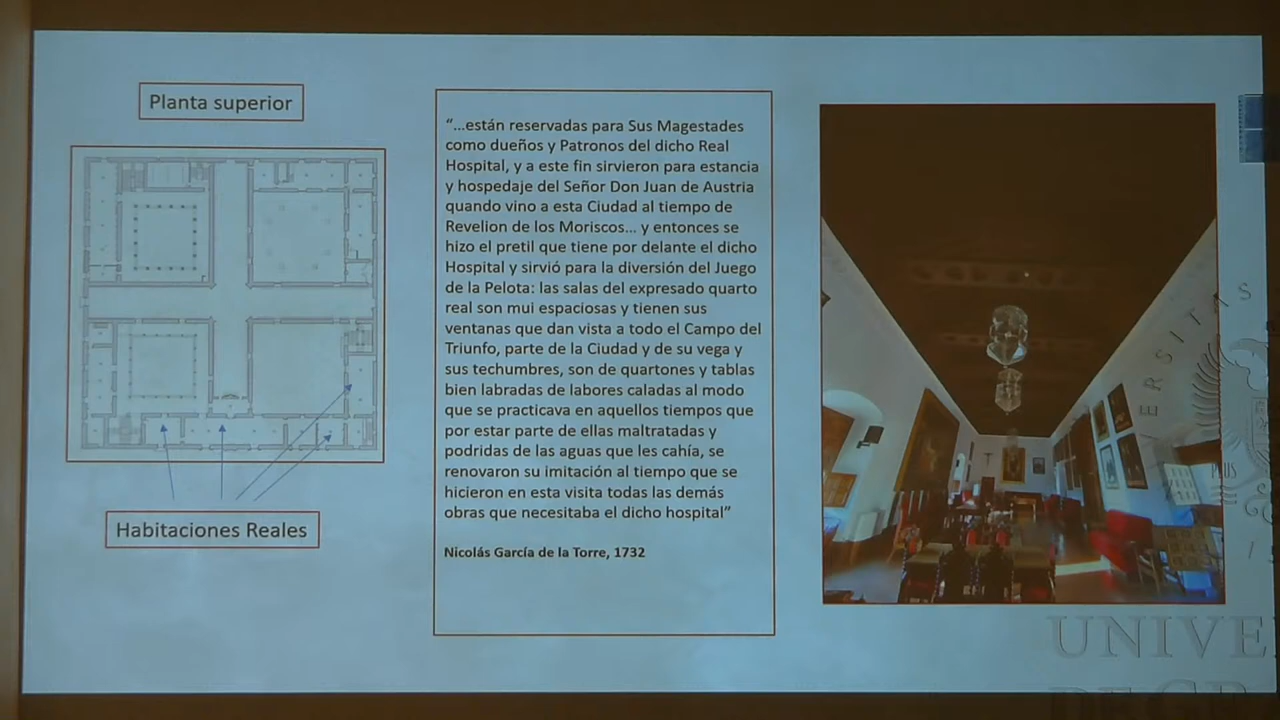 Planta superior
“...están reservadas para Sus Magestades
como dueños y Patronos del dicho Real
Hospital, y a este fin sirvieron para estancia
y hospedaje del Señor Don Juan de Austria
quando vino a esta Ciudad al tiempo de
Revelion de los Moriscos... y entonces se
hizo el pretil que tiene por delante el dicho
Hospital y sirvió para la diversión del Juego
de la Pelota: las salas del expresado quarto
real son mui espaciosas y tienen sus
ventanas que dan vista a todo el Campo del
Triunfo, parte de la Ciudad y de su vega y
sus techumbres, son de quartones y tablas
bien labradas de labores caladas al modo
que se practicava en aquellos tiempos que
por estar parte de ellas maltratadas y
podridas de las aguas que les cahía, se
renovaron su imitación al tiempo que se
hicieron en esta visita todas las demás
obras que necesitaba el dicho hospital”
Nicolás García de la Torre, 1732
Habitaciones Reales
ERSITAS
PLUS
UNIVE